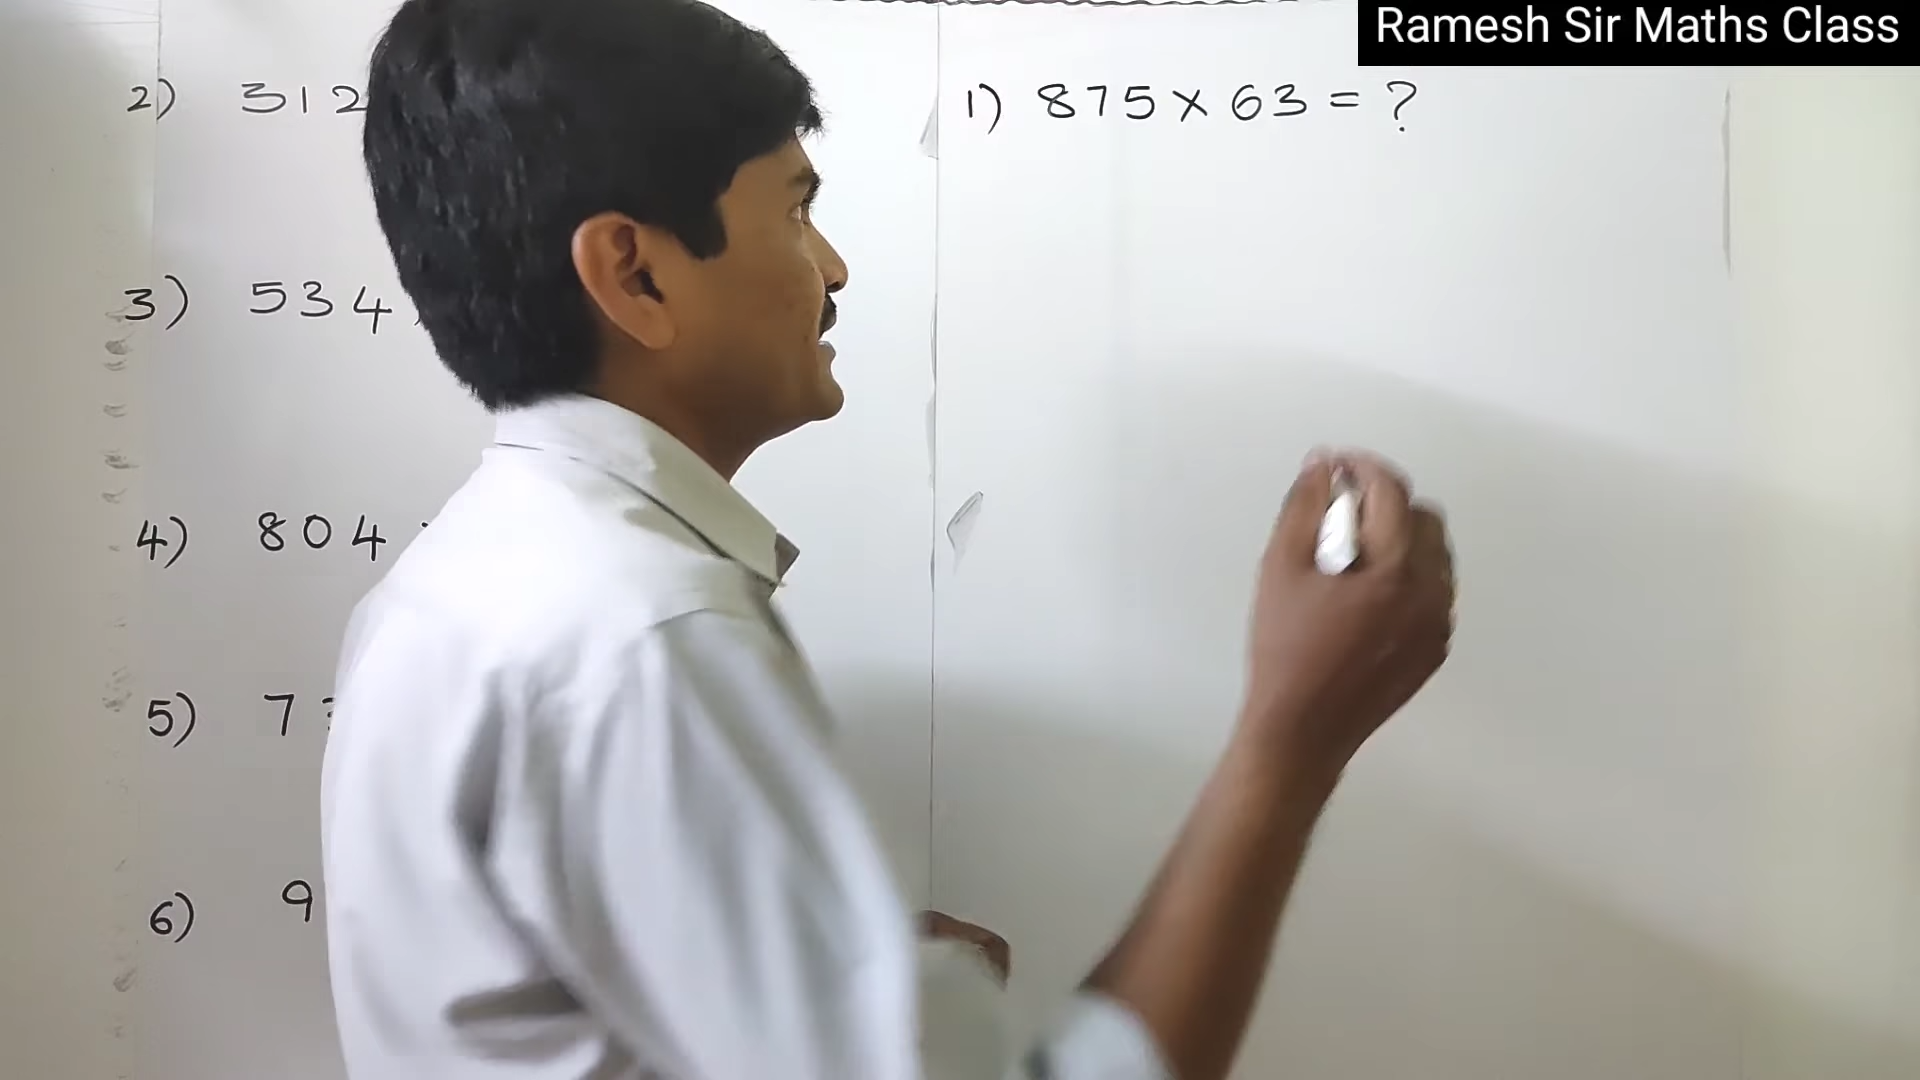 Ramesh Sir Maths Class
2) 312
3) 534
4) 804
5) 7
6) 9
1) 875 × 63 = ?